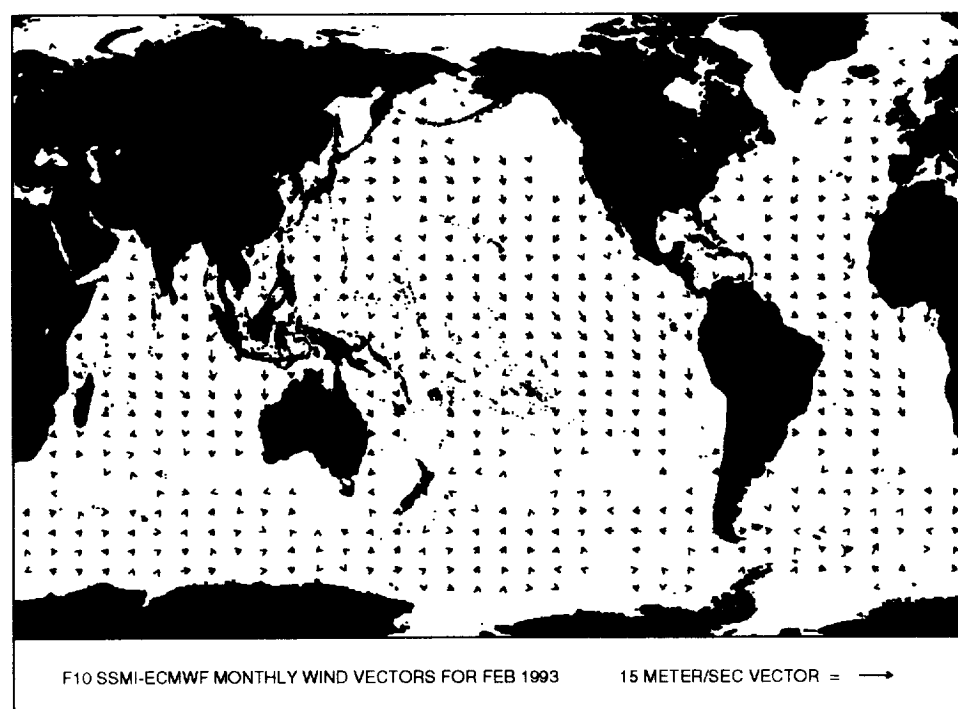 F10 SSMI-ECMWF MONTHLY WIND VECTORS FOR FEB 1993 15 METER/SEC VECTOR =